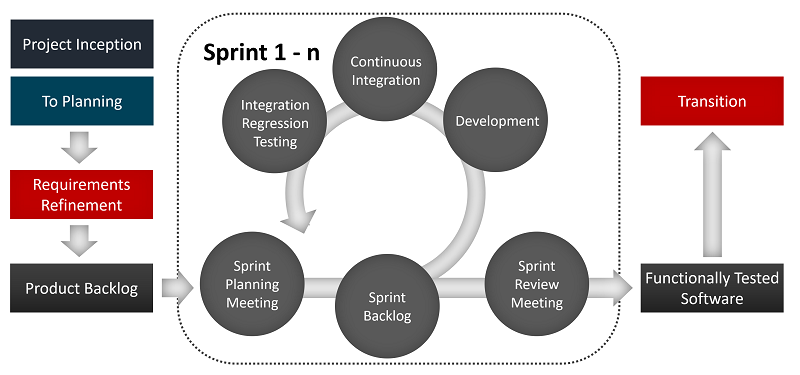 Project Inception
To Planning
Requirements
Refinement
Product Backlog
Sprint 1 - n
Continuous
Integration
Integration
Regression
Testing
Development
Sprint
Planning
Meeting
Sprint
Backlog
Sprint
Review
Meeting
Transition
Functionally Tested
Software